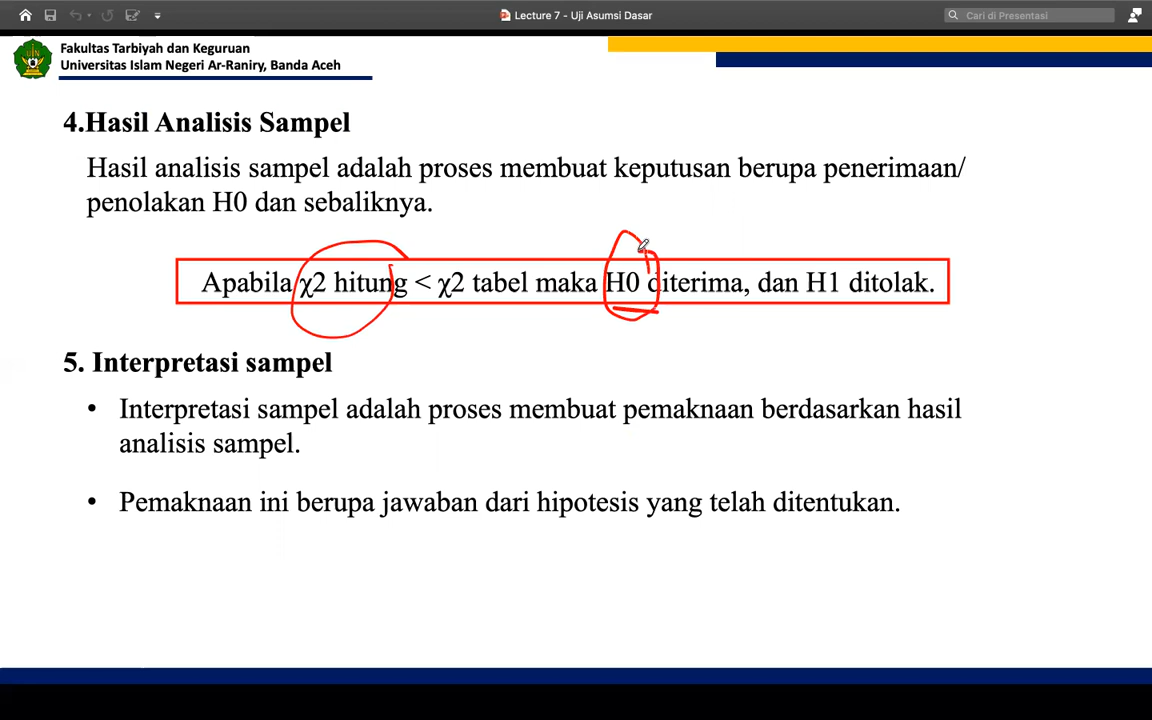 Lecture 7 - Uji Asumsi Dasar
Cari di Presentasi
Fakultas Tarbiyah dan Keguruan
Universitas Islam Negeri Ar-Raniry, Banda Aceh
4.Hasil Analisis Sampel
Hasil analisis sampel adalah proses membuat keputusan berupa penerimaan/
penolakan H0 dan sebaliknya.
Apabila χ2 hitung < χ2 tabel maka H0 diterima, dan H1 ditolak.
5. Interpretasi sampel
• Interpretasi sampel adalah proses membuat pemaknaan berdasarkan hasil
analisis sampel.
• Pemaknaan ini berupa jawaban dari hipotesis yang telah ditentukan.